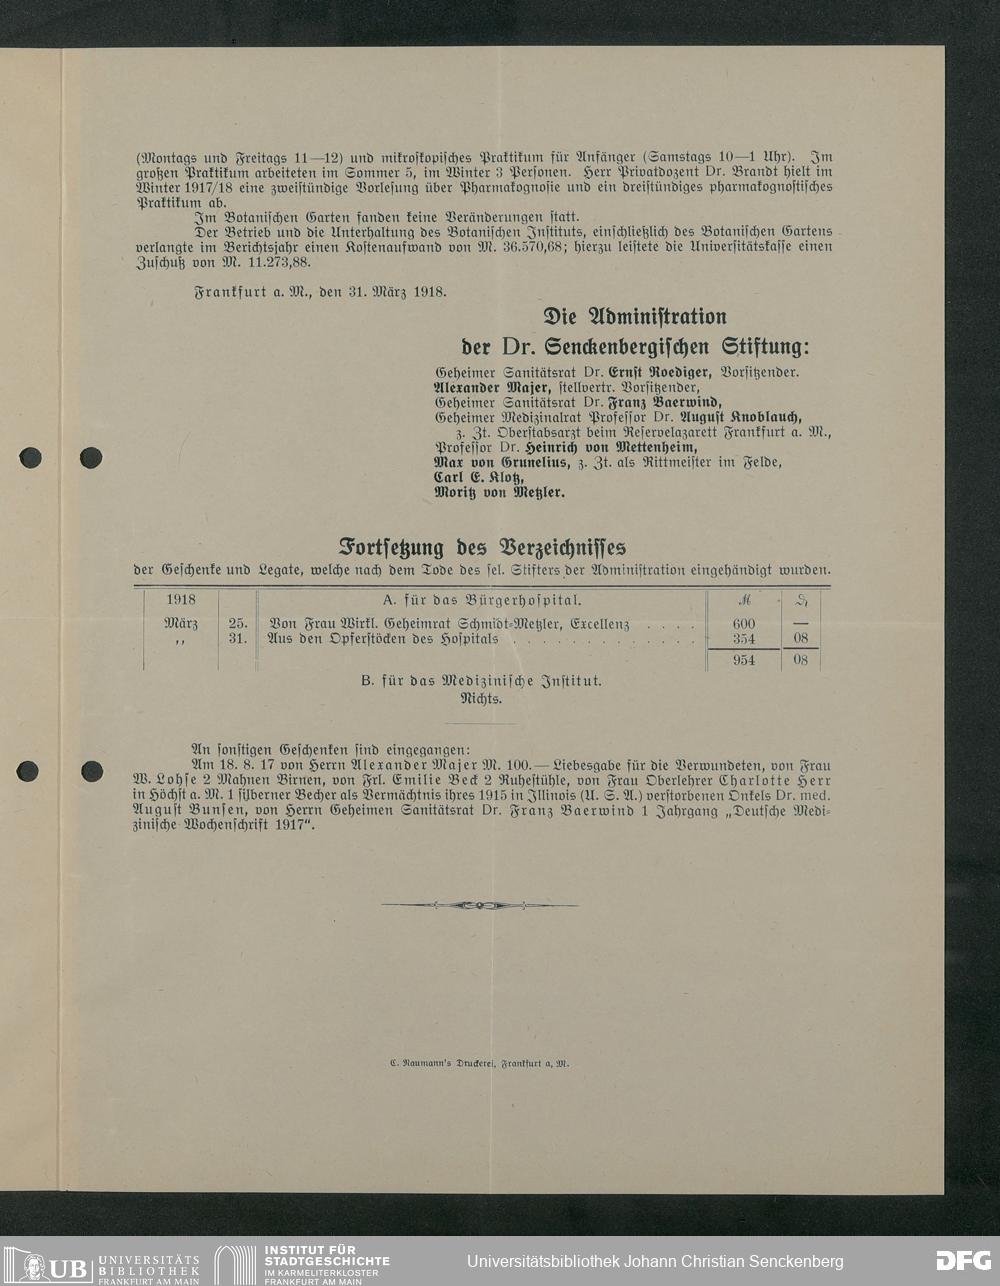 (Montags und Freitags 11—12) und mikroskopisches Praktikum für Anfänger (Samstags 10—1 Uhr). Im
großen Praktikum arbeiteten im Sommer 5, im Winter 3 Personen. Herr Privatdozent Dr. Brandt hielt im
Winter 1917/18 eine zweistündige Vorlesung über Pharmakognosie und ein dreistündiges pharmakognostisches
Praktikum ab.
Im Botanischen Garten fanden keine Veränderungen statt.
Der Betrieb und die Unterhaltung des Botanischen Instituts, einschließlich des Botanischen Gartens
verlangte im Berichtsjahr einen Kostenaufwand von M. 36.570,68; hierzu leistete die Universitätskasse einen
Zuschuß von M. 11.273,88.
Frankfurt a. M., den 31. März 1918.
Die Administration
der Dr. Senckenbergischen Stiftung:
Geheimer Sanitätsrat Dr. Ernst Roediger, Vorsitzender.
Alexander Majer, stellvertr. Vorsitzender,
Geheimer Sanitätsrat Dr. Franz Baerwind,
Geheimer Medizinalrat Professor Dr. August Knoblauch,
z. Zt. Oberstabsarzt beim Reservelazarett Frankfurt a. M.,
Professor Dr. Heinrich von Mettenheim,
Max von Grunelius, z. Zt. als Rittmeister im Felde,
Carl E. Klotz,
Moritz von Metzler.
Fortsetzung des Verzeichnisses
der Geschenke und Legate, welche nach dem Tode des sel. Stifters der Administration eingehändigt wurden.
1918 A. für das Bürgerhospital. ℳ ₰
März 25. Von Frau Wirkl. Geheimrat Schmidt-Metzler, Excellenz . . . . 600 —
,, 31. Aus den Opferstöcken des Hospitals . . . . . . . . . . . . . 354 08
954 08
B. für das Medizinische Institut.
Nichts.
An sonstigen Geschenken sind eingegangen:
Am 18. 8. 17 von Herrn Alexander Majer M. 100.— Liebesgabe für die Verwundeten, von Frau
W. Lohse 2 Mahnen Birnen, von Frl. Emilie Beck 2 Ruhestühle, von Frau Oberlehrer Charlotte Herr
in Höchst a. M. 1 silberner Becher als Vermächtnis ihres 1915 in Illinois (U. S. A.) verstorbenen Onkels Dr. med.
August Bunsen, von Herrn Geheimen Sanitätsrat Dr. Franz Baerwind 1 Jahrgang „Deutsche Medi-
zinische Wochenschrift 1917“.
C. Naumann's Druckerei, Frankfurt a, M.
UB UNIVERSITÄTS
BIBLIOTHEK
FRANKFURT AM MAIN
INSTITUT FÜR
STADTGESCHICHTE
IM KARMELITERKLOSTER
FRANKFURT AM MAIN
Universitätsbibliothek Johann Christian Senckenberg
DFG